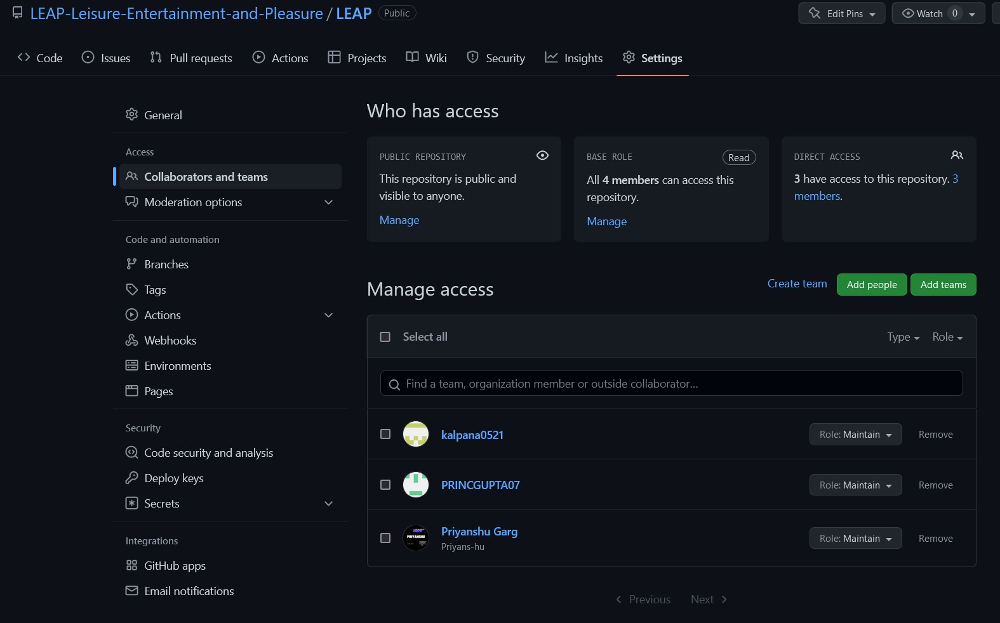 LEAP-Leisure-Entertainment-and-Pleasure / LEAP Public
Edit Pins
Watch 0
Code
Issues
Pull requests
Actions
Projects
Wiki
Security
Insights
Settings
General
Access
Collaborators and teams
Moderation options
Code and automation
Branches
Tags
Actions
Webhooks
Environments
Pages
Security
Code security and analysis
Deploy keys
Secrets
Integrations
GitHub apps
Email notifications
Who has access
PUBLIC REPOSITORY
This repository is public and
visible to anyone.
Manage
BASE ROLE
Read
All 4 members can access this
repository.
Manage
DIRECT ACCESS
3 have access to this repository. 3
members.
Manage access
Create team
Add people
Add teams
Select all
Type
Role
Find a team, organization member or outside collaborator...
kalpana0521
Role: Maintain
Remove
PRINCGUPTA07
Role: Maintain
Remove
PRIYANSHU
Priyanshu Garg
Priyans-hu
Role: Maintain
Remove
Previous
Next